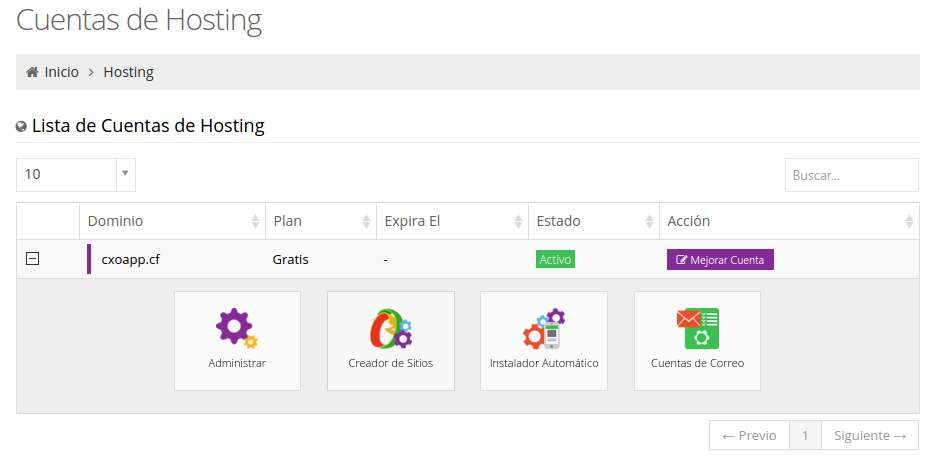 Cuentas de Hosting
Inicio > Hosting
Lista de Cuentas de Hosting
10
Buscar...
Dominio Plan Expira El Estado Acción
cxoapp.cf Gratis - Activo Mejorar Cuenta
Administrar Creador de Sitios Instalador Automático Cuentas de Correo
← Previo 1 Siguiente →